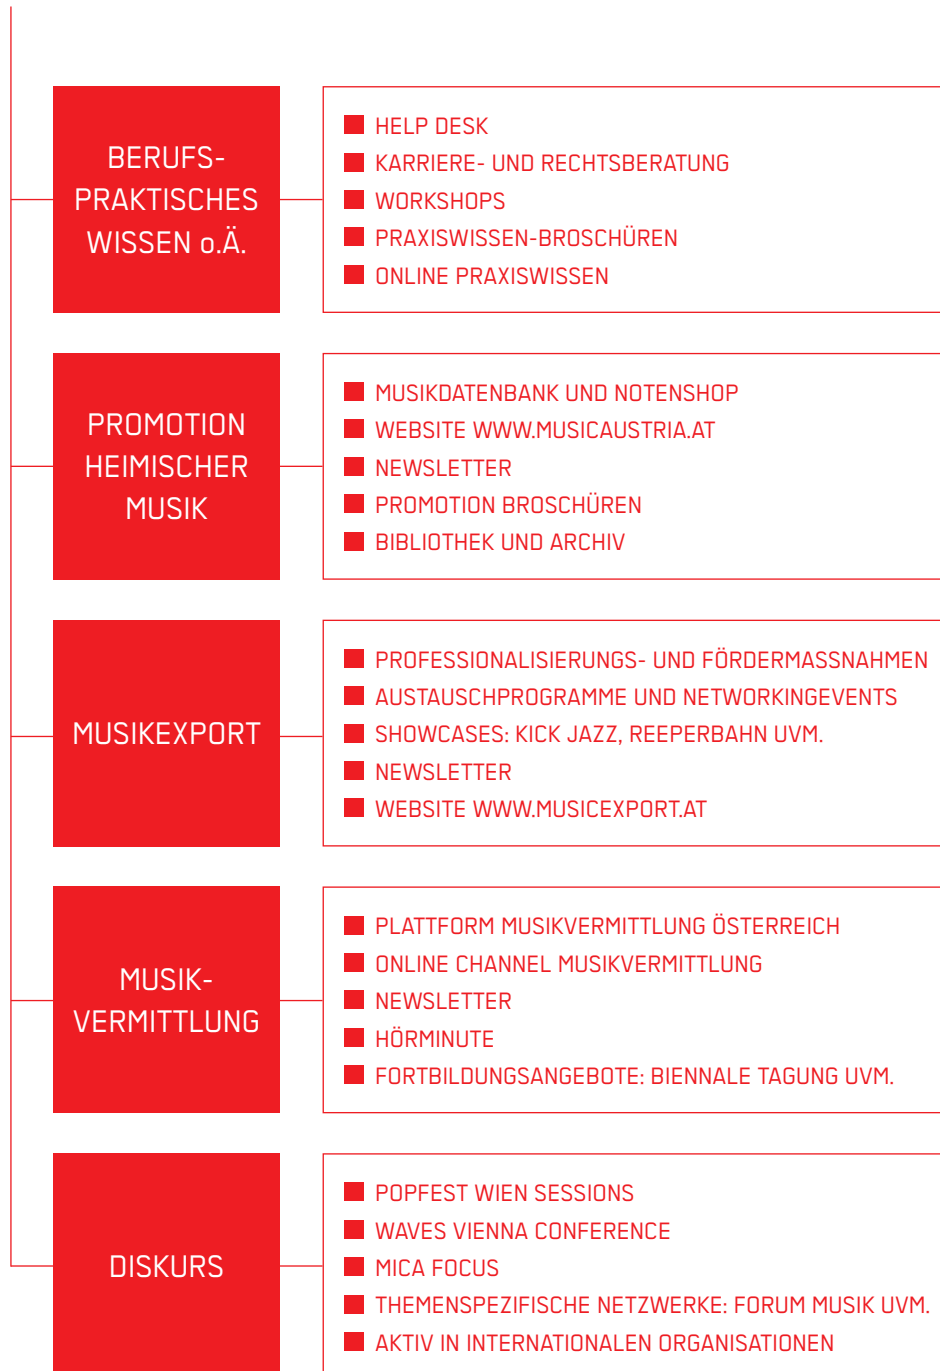 BERUFS-
PRAKTISCHES
WISSEN o.Ä.
HELP DESK
KARRIERE- UND RECHTSBERATUNG
WORKSHOPS
PRAXISWISSEN-BROSCHÜREN
ONLINE PRAXISWISSEN
PROMOTION
HEIMISCHER
MUSIK
MUSIKDATENBANK UND NOTENSHOP
WEBSITE WWW.MUSICAUSTRIA.AT
NEWSLETTER
PROMOTION BROSCHÜREN
BIBLIOTHEK UND ARCHIV
MUSIKEXPORT
PROFESSIONALISIERUNGS- UND FÖRDERMASSNAHMEN
AUSTAUSCHPROGRAMME UND NETWORKINGEVENTS
SHOWCASES: KICK JAZZ, REEPERBAHN UVM.
NEWSLETTER
WEBSITE WWW.MUSICEXPORT.AT
MUSIK-
VERMITTLUNG
PLATTFORM MUSIKVERMITTLUNG ÖSTERREICH
ONLINE CHANNEL MUSIKVERMITTLUNG
NEWSLETTER
HÖRMINUTE
FORTBILDUNGSANGEBOTE: BIENNALE TAGUNG UVM.
DISKURS
POPFEST WIEN SESSIONS
WAVES VIENNA CONFERENCE
MICA FOCUS
THEMENSPEZIFISCHE NETZWERKE: FORUM MUSIK UVM.
AKTIV IN INTERNATIONALEN ORGANISATIONEN